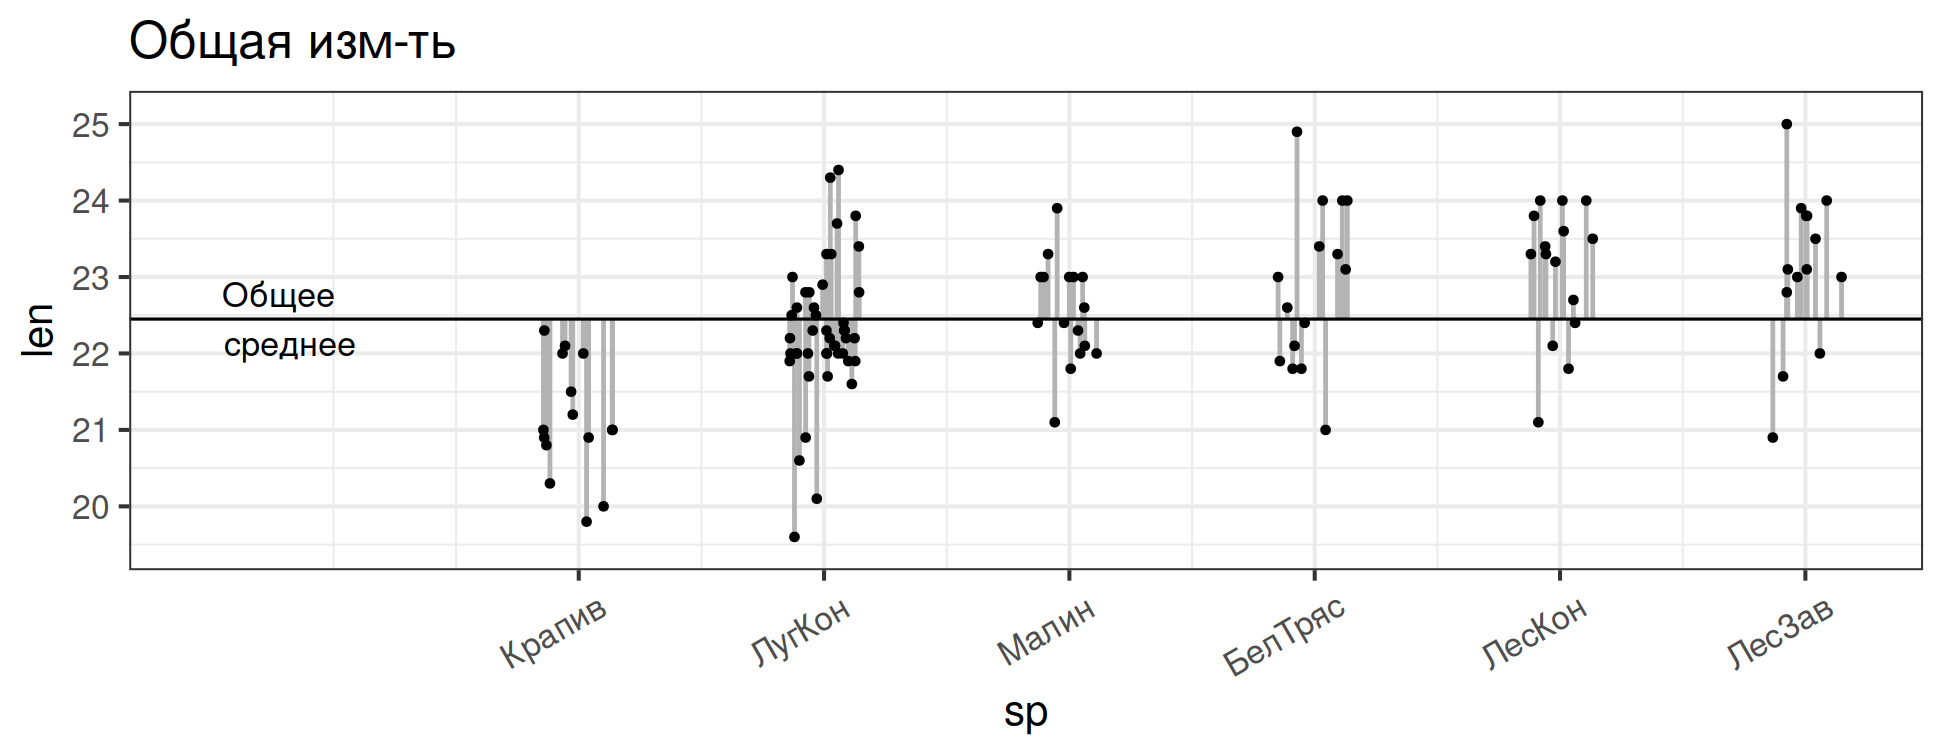 Общая изм-ть
25
24
23
22
21
20
len
Общее
среднее
Крапив
ЛугКон
Малин
БелТряс
ЛесКон
ЛесЗав
sp